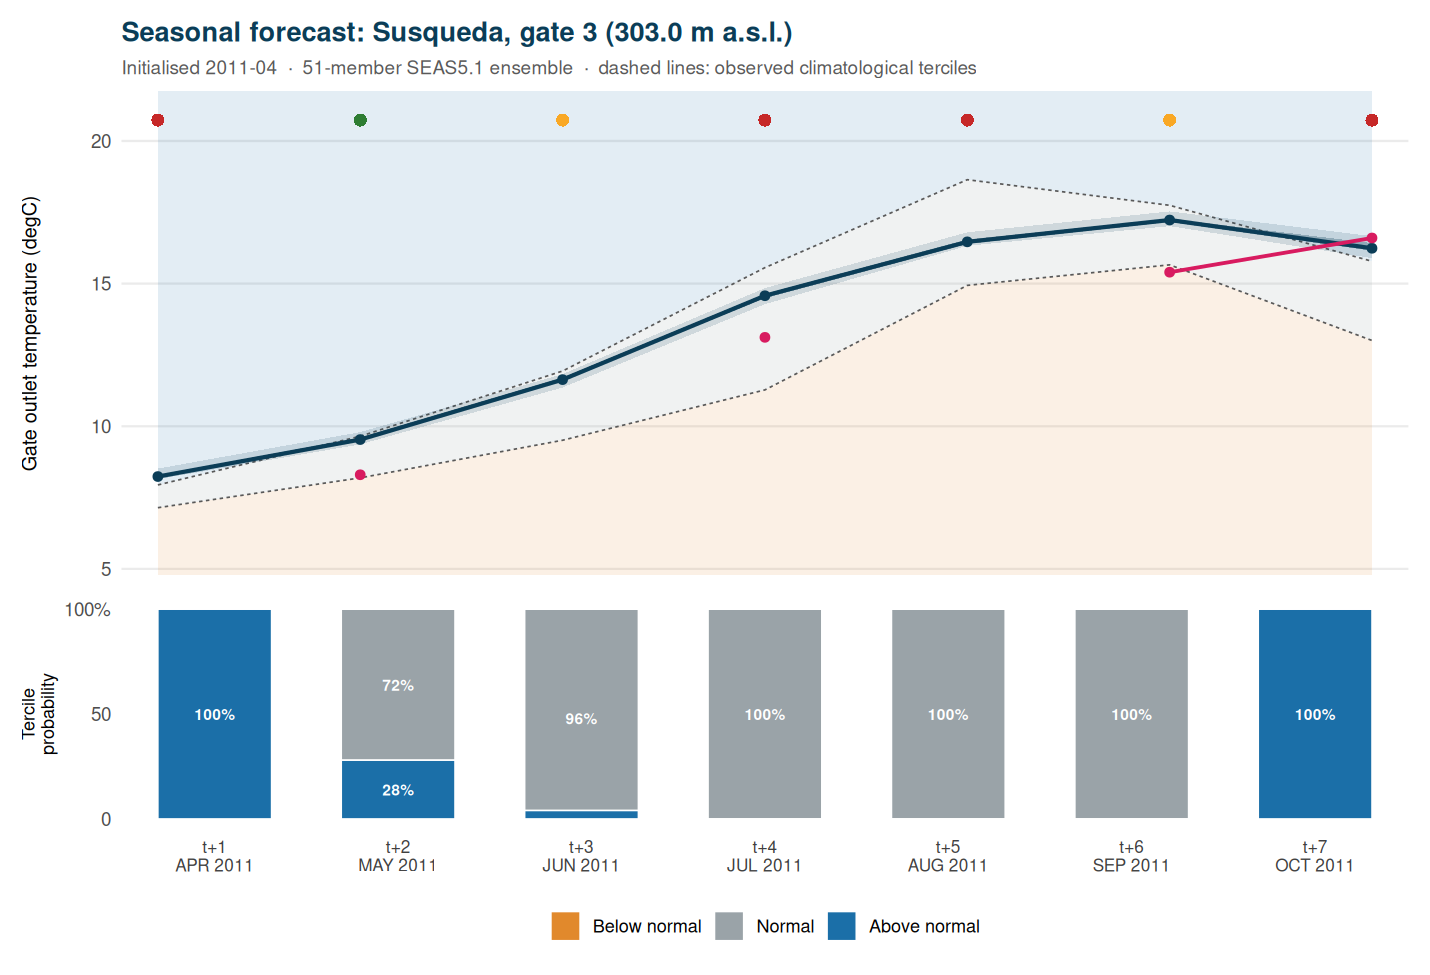 Seasonal forecast: Susqueda, gate 3 (303.0 m a.s.l.)
Initialised 2011-04 · 51-member SEAS5.1 ensemble · dashed lines: observed climatological terciles
Gate outlet temperature (degC)
20
15
10
5
Tercile
probability
100%
50
0
100%
72%
28%
96%
100%
100%
100%
100%
t+1
APR 2011
t+2
MAY 2011
t+3
JUN 2011
t+4
JUL 2011
t+5
AUG 2011
t+6
SEP 2011
t+7
OCT 2011
Below normal
Normal
Above normal